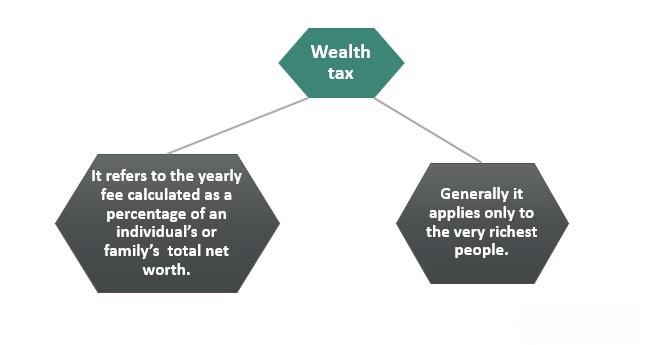 Wealth
tax
It refers to the yearly
fee calculated as a
percentage of an
individual's or
family's total net
worth.
Generally it
applies only to
the very richest
people.